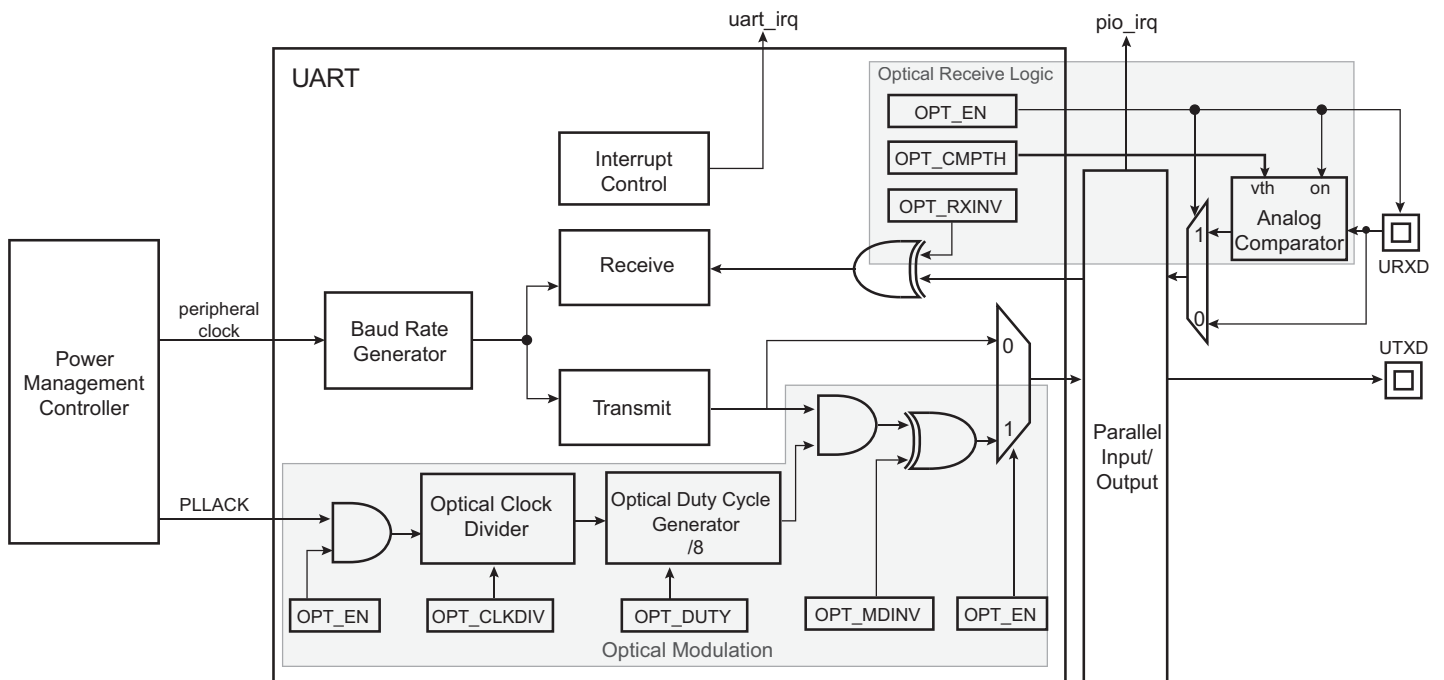 uart_irq
pio_irq
UART
Optical Receive Logic
OPT_EN
OPT_CMPTH
OPT_RXINV
vth
on
Analog
Comparator
1
0
URXD
UTXD
Interrupt
Control
Receive
Baud Rate
Generator
Transmit
peripheral
clock
Power
Management
Controller
PLLACK
0
1
Parallel
Input/
Output
Optical Clock
Divider
Optical Duty Cycle
Generator
/8
OPT_EN
OPT_CLKDIV
OPT_DUTY
OPT_MDINV
OPT_EN
Optical Modulation